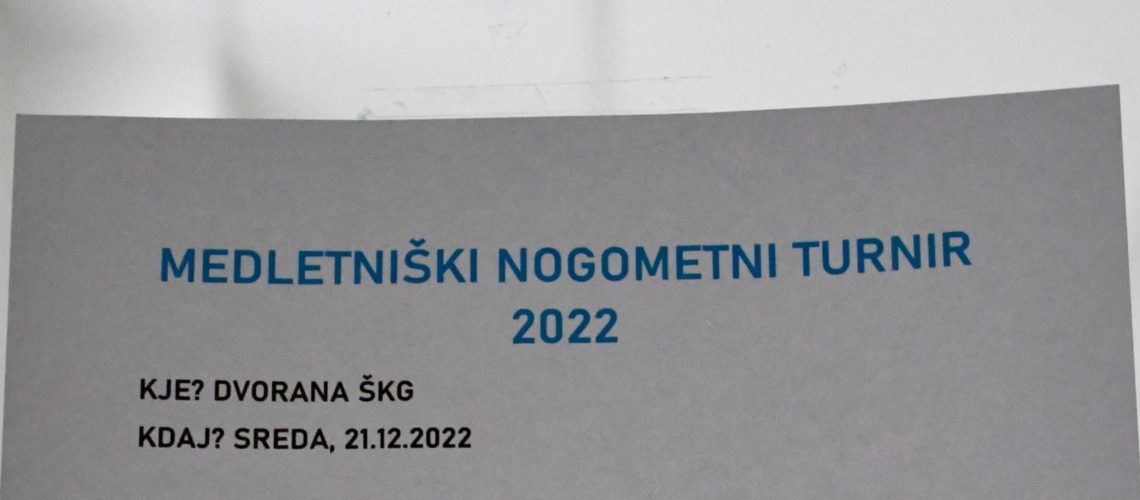 MEDLETNIŠKI NOGOMETNI TURNIR
2022
KJE? DVORANA ŠKG
KDAJ? SREDA, 21.12.2022